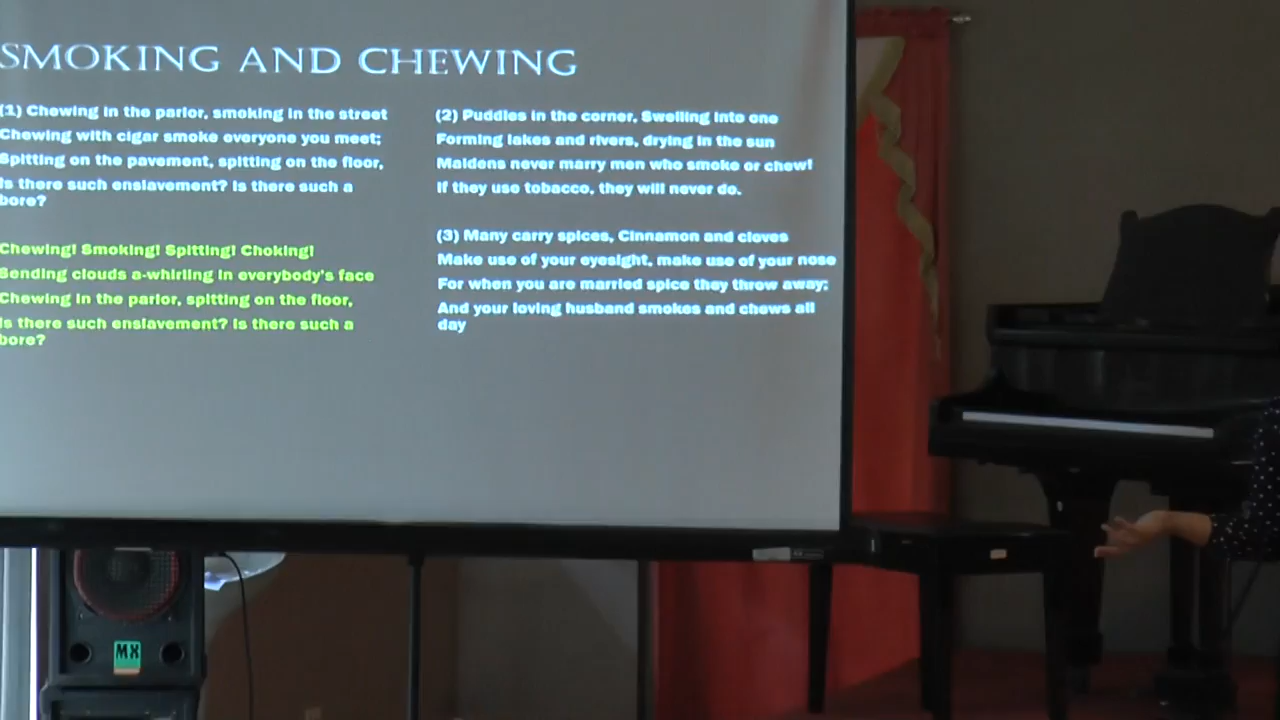 SMOKING AND CHEWING
(1) Chewing in the parlor, smoking in the street
Chewing with cigar smoke everyone you meet;
Spitting on the pavement, spitting on the floor,
Is there such enslavement? Is there such a
bore?
Chewing! Smoking! Spitting! Choking!
Sending clouds a-whirling in everybody's face
Chewing in the parlor, spitting on the floor,
Is there such enslavement? Is there such a
bore?
(2) Puddles in the corner, Swelling into one
Forming lakes and rivers, drying in the sun
Maidens never marry men who smoke or chew!
If they use tobacco, they will never do.
(3) Many carry spices, Cinnamon and cloves
Make use of your eyesight, make use of your nose
For when you are married spice they throw away;
And your loving husband smokes and chews all
day
MX